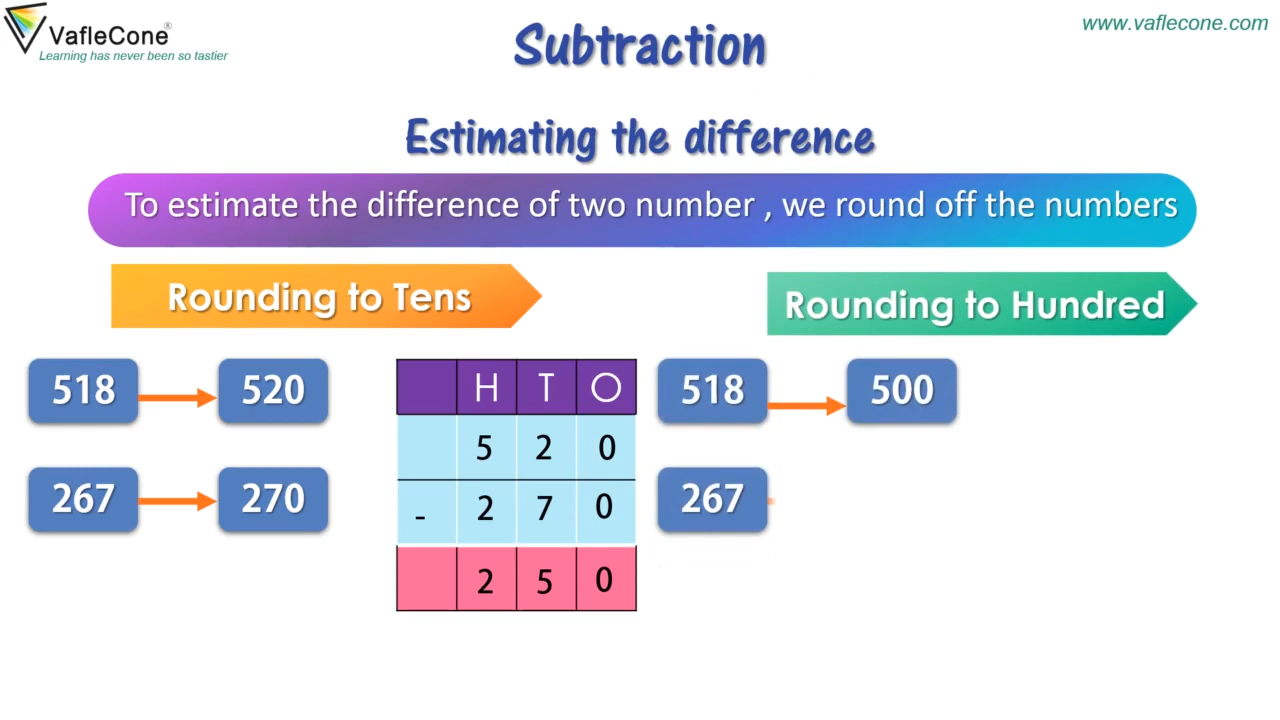 VafleCone®
Learning has never been so tastier
www.vaflecone.com
Subtraction
Estimating the difference
To estimate the difference of two number , we round off the numbers
Rounding to Tens
518 520
267 270
H T O
5 2 0
- 2 7 0
2 5 0
Rounding to Hundred
518 500
267